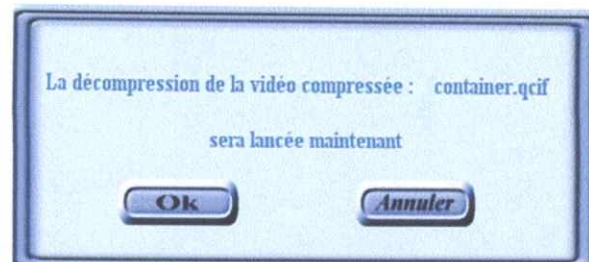 La décompression de la vidéo compressée : container.qcif
sera lancée maintenant
Ok Annuler